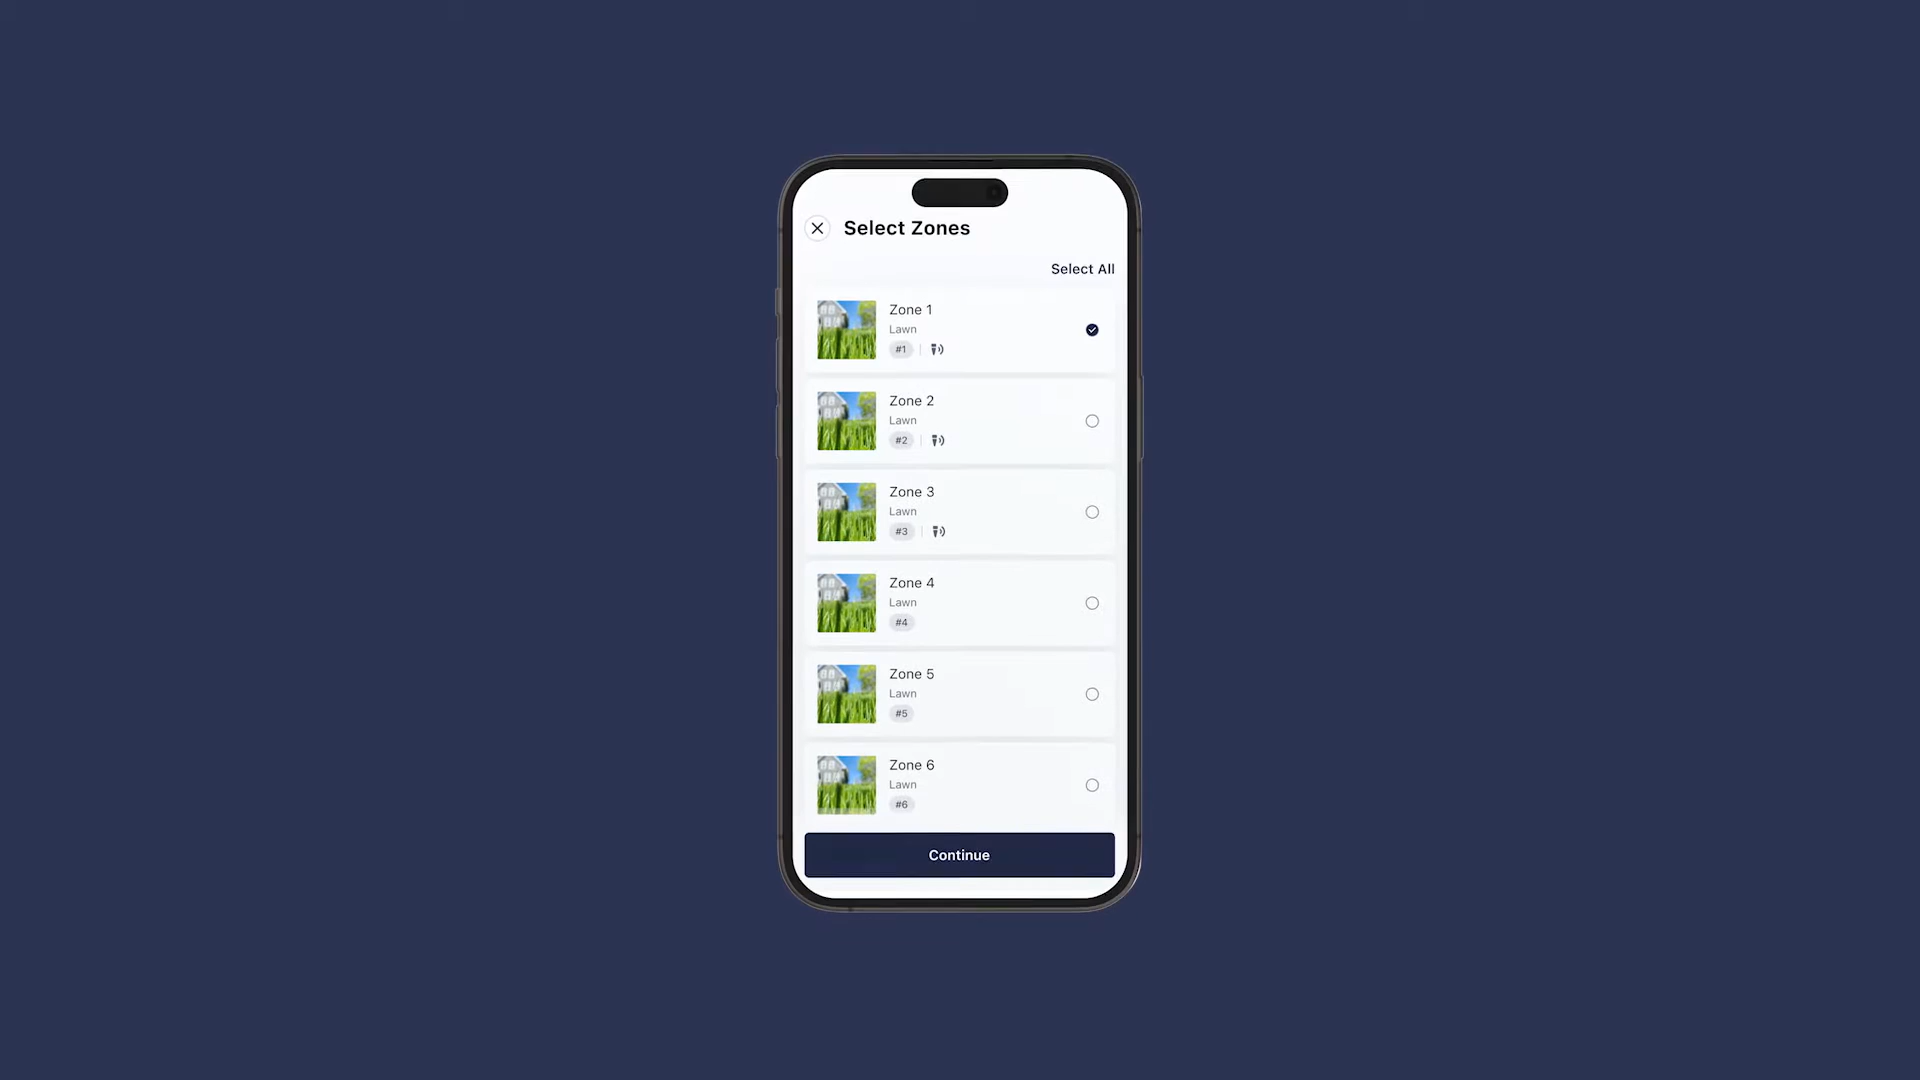 Select Zones
Select All
Zone 1
Lawn
#1
Zone 2
Lawn
#2
Zone 3
Lawn
#3
Zone 4
Lawn
#4
Zone 5
Lawn
#5
Zone 6
Lawn
#6
Continue